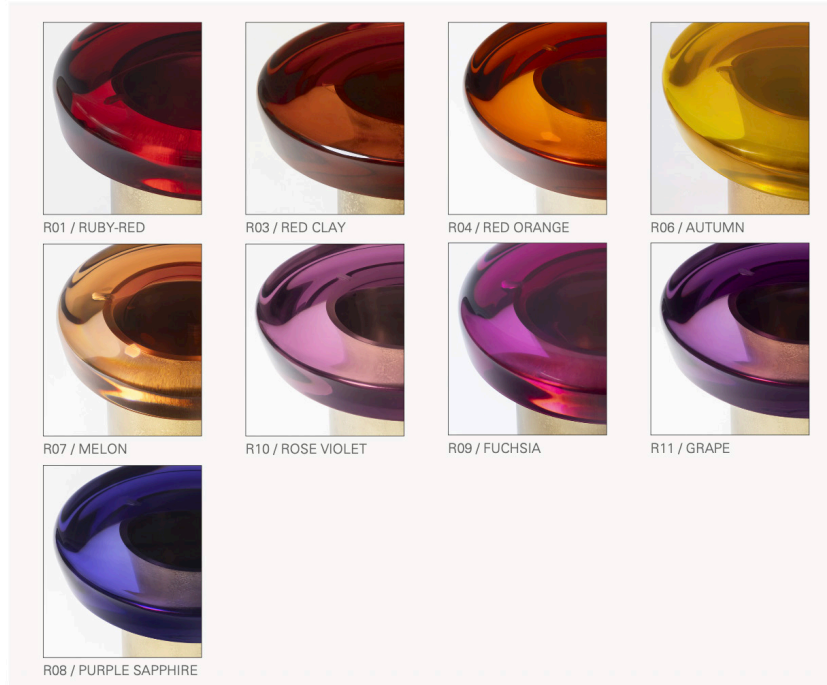 R01 / RUBY-RED
R03 / RED CLAY
R04 / RED ORANGE
R06 / AUTUMN
R07 / MELON
R10 / ROSE VIOLET
R09 / FUCHSIA
R11 / GRAPE
R08 / PURPLE SAPPHIRE